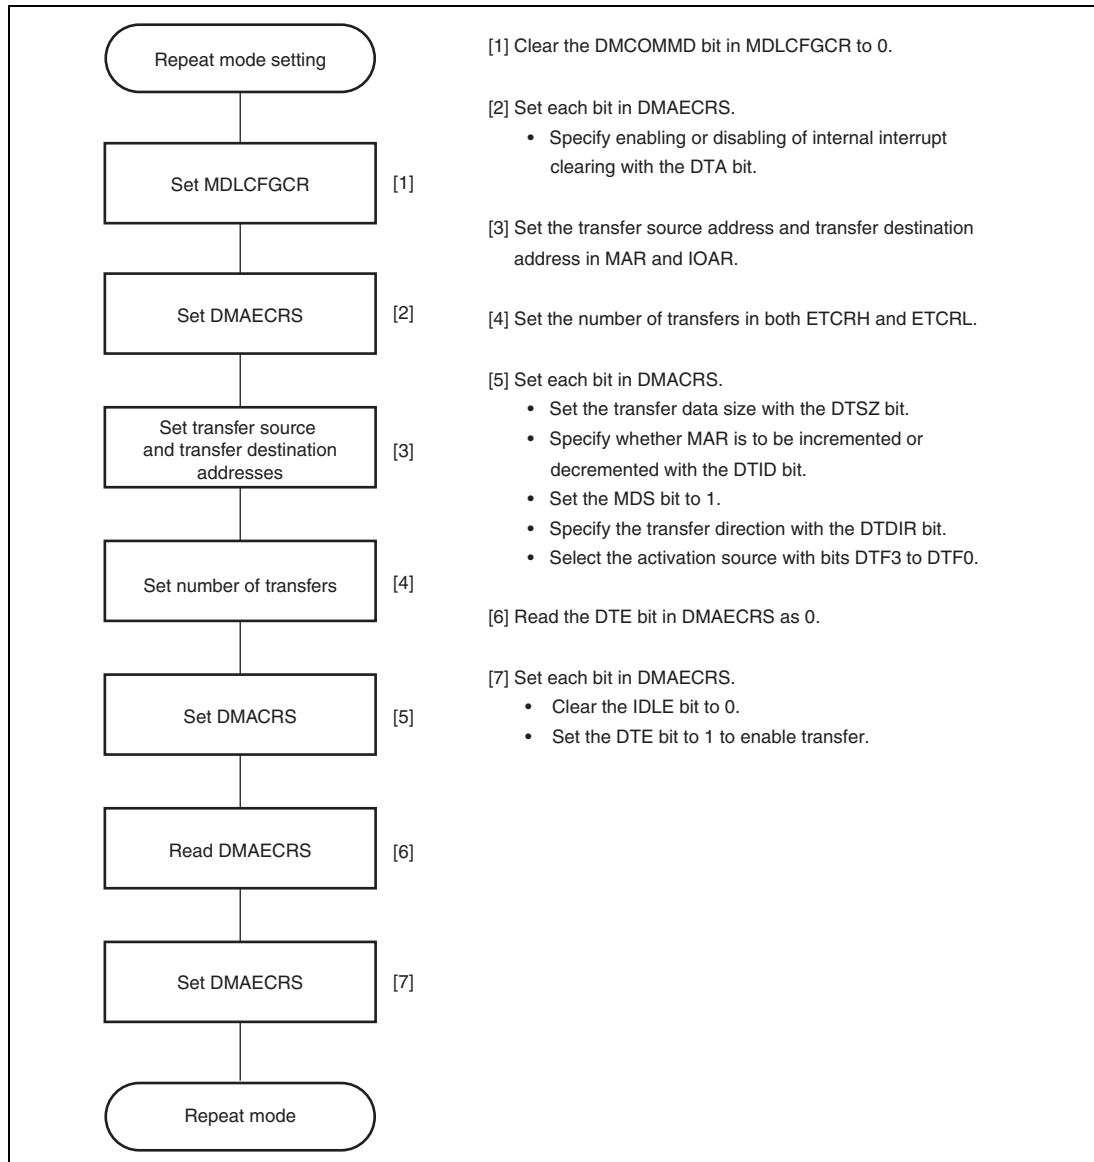 Repeat mode setting
Set MDLCFGCR
[1]
Set DMAECRS
[2]
Set transfer source
and transfer destination
addresses
[3]
Set number of transfers
[4]
Set DMACRS
[5]
Read DMAECRS
[6]
Set DMAECRS
[7]
Repeat mode
[1] Clear the DMCOMMD bit in MDLCFGCR to 0.
[2] Set each bit in DMAECRS.
• Specify enabling or disabling of internal interrupt
clearing with the DTA bit.
[3] Set the transfer source address and transfer destination
address in MAR and IOAR.
[4] Set the number of transfers in both ETCRH and ETCRL.
[5] Set each bit in DMACRS.
• Set the transfer data size with the DTSZ bit.
• Specify whether MAR is to be incremented or
decremented with the DTID bit.
• Set the MDS bit to 1.
• Specify the transfer direction with the DTDIR bit.
• Select the activation source with bits DTF3 to DTF0.
[6] Read the DTE bit in DMAECRS as 0.
[7] Set each bit in DMAECRS.
• Clear the IDLE bit to 0.
• Set the DTE bit to 1 to enable transfer.